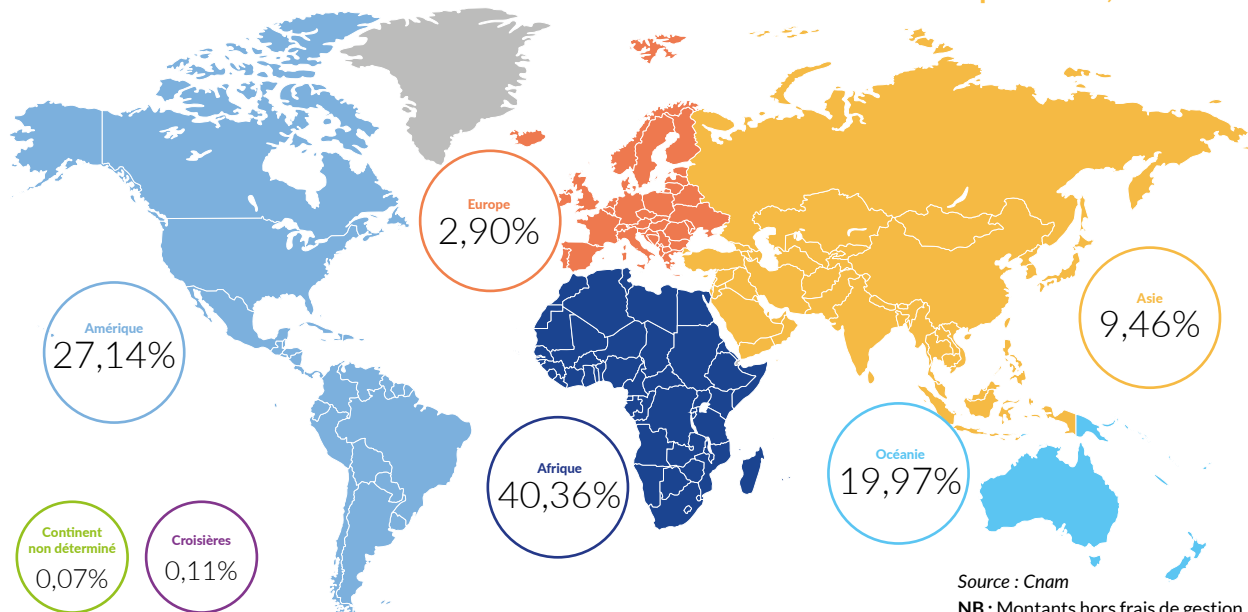 Europe
2,90%
Amérique
27,14%
Asie
9,46%
Afrique
40,36%
Océanie
19,97%
Continent
non déterminé
0,07%
Croisières
0,11%
Source : Cnam
NB : Montants hors frais de gestion